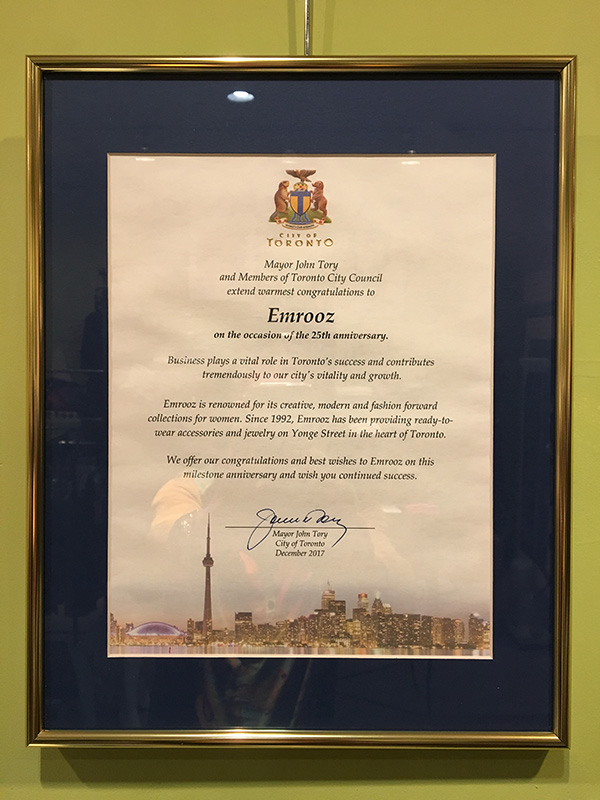 CITY OF
TORONTO
Mayor John Tory
and Members of Toronto City Council
extend warmest congratulations to
Emrooz
on the occasion of the 25th anniversary.
Business plays a vital role in Toronto's success and contributes
tremendously to our city's vitality and growth.
Emrooz is renowned for its creative, modern and fashion forward
collections for women. Since 1992, Emrooz has been providing ready-to-
wear accessories and jewelry on Yonge Street in the heart of Toronto.
We offer our congratulations and best wishes to Emrooz on this
milestone anniversary and wish you continued success.
Mayor John Tory
City of Toronto
December 2017